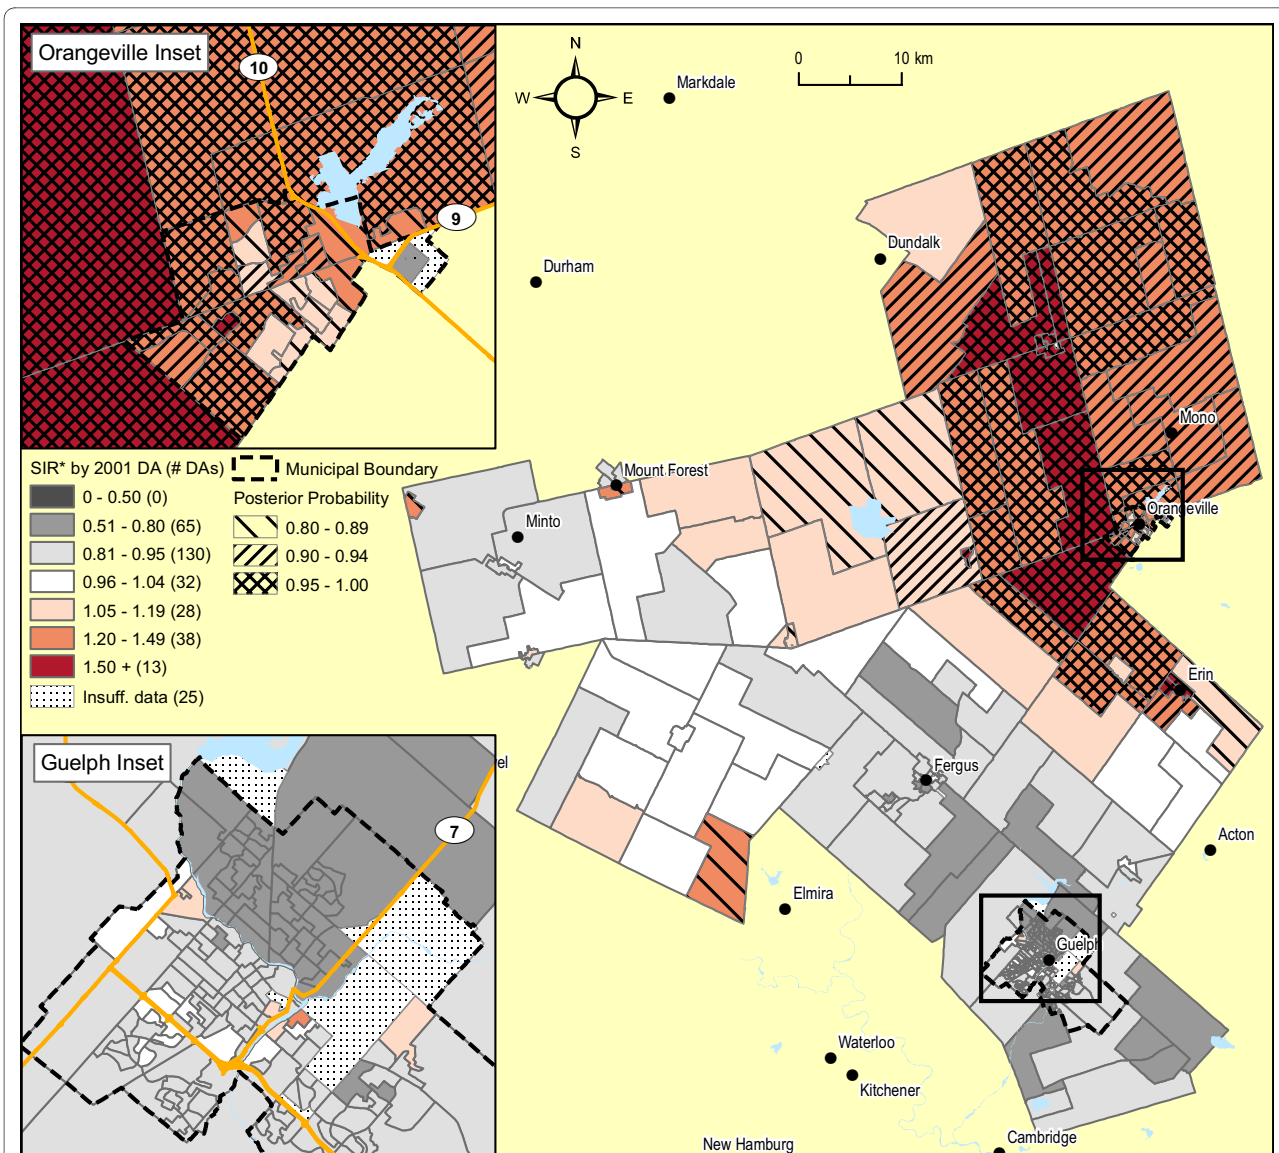 Orangeville Inset
10
9
N
W E
S
0 10 km
Markdale
Dundalk
Durham
Mono
Mount Forest
Orangeville
Minto
SIR* by 2001 DA (# DAs)
0 - 0.50 (0)
0.51 - 0.80 (65)
0.81 - 0.95 (130)
0.96 - 1.04 (32)
1.05 - 1.19 (28)
1.20 - 1.49 (38)
1.50 + (13)
Insuff. data (25)
Municipal Boundary
Posterior Probability
0.80 - 0.89
0.90 - 0.94
0.95 - 1.00
Erin
Guelph Inset
7
el
Fergus
Acton
Elmira
Guelph
Waterloo
Kitchener
Cambridge
New Hamburg